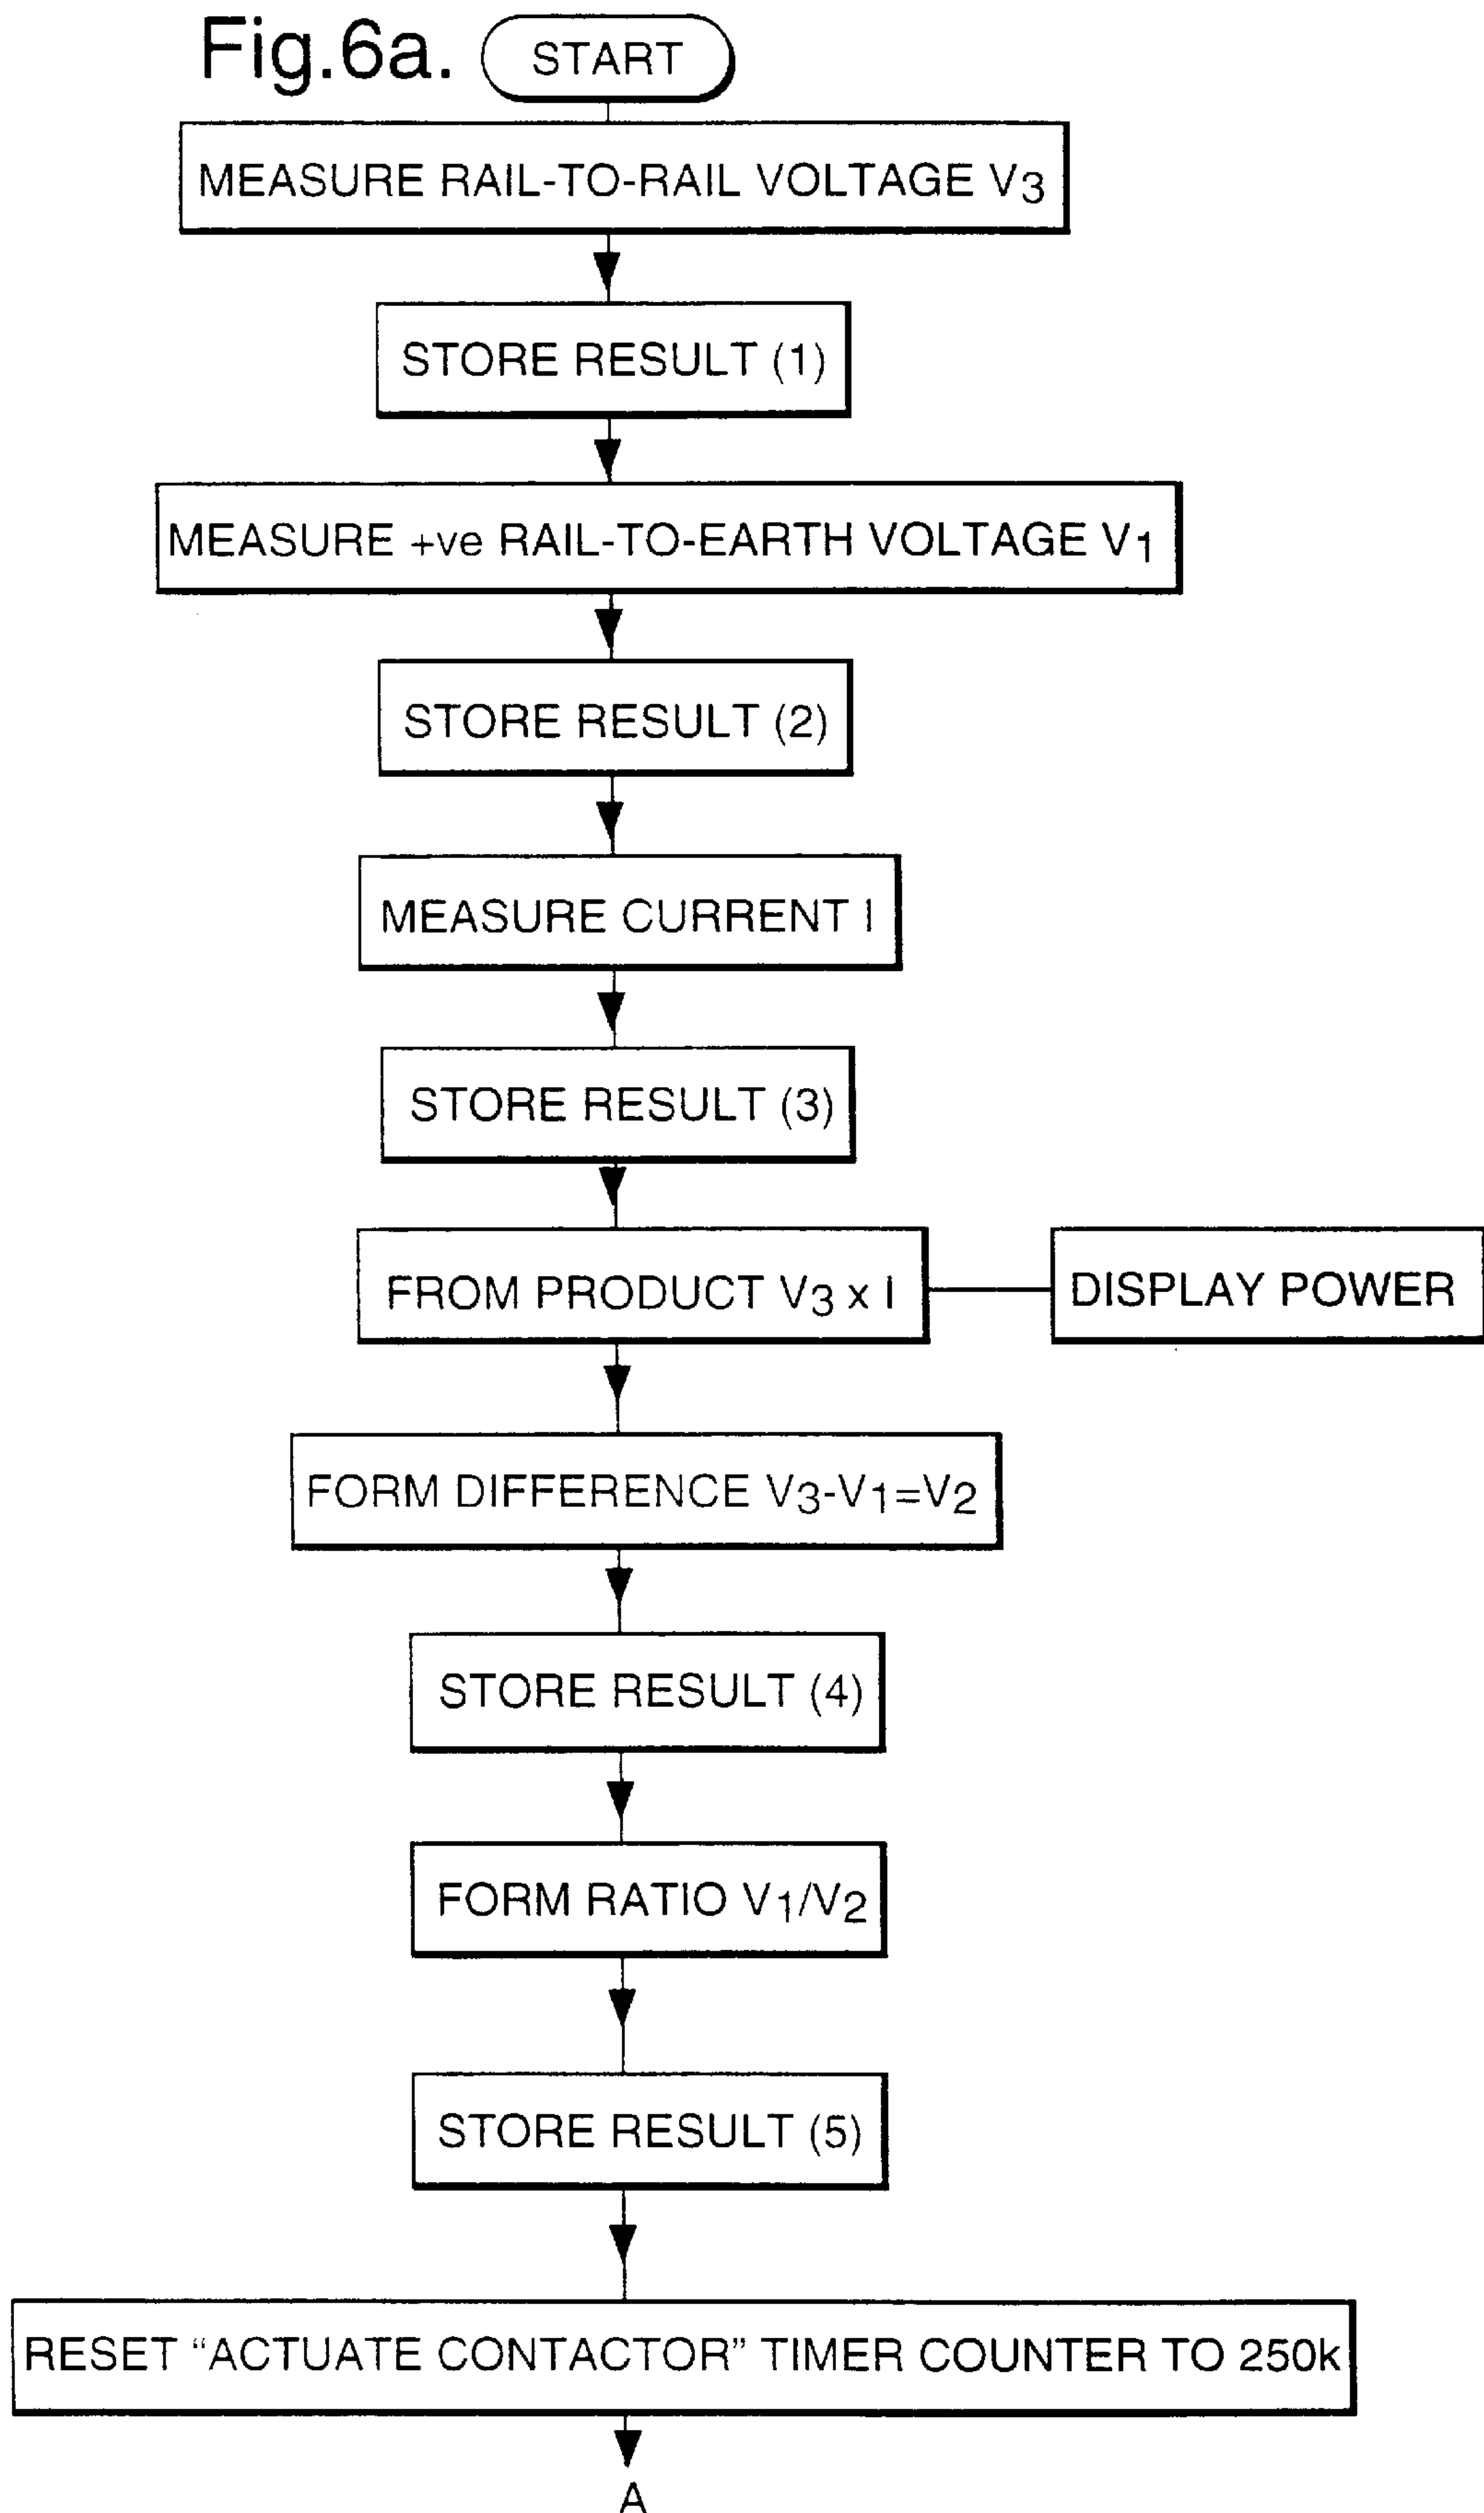 Fig.6a.
START
MEASURE RAIL-TO-RAIL VOLTAGE V3
STORE RESULT (1)
MEASURE +ve RAIL-TO-EARTH VOLTAGE V1
STORE RESULT (2)
MEASURE CURRENT I
STORE RESULT (3)
FROM PRODUCT V3 x I
DISPLAY POWER
FORM DIFFERENCE V3-V1=V2
STORE RESULT (4)
FORM RATIO V1/V2
STORE RESULT (5)
RESET “ACTUATE CONTACTOR” TIMER COUNTER TO 250k
A